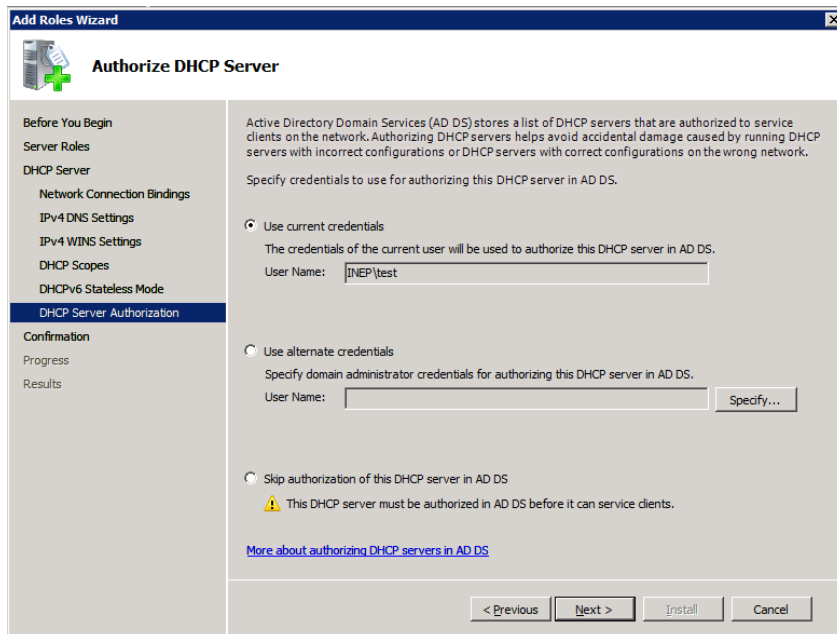 Add Roles Wizard
Authorize DHCP Server
Before You Begin
Server Roles
DHCP Server
Network Connection Bindings
IPv4 DNS Settings
IPv4 WINS Settings
DHCP Scopes
DHCPv6 Stateless Mode
DHCP Server Authorization
Confirmation
Progress
Results
Active Directory Domain Services (AD DS) stores a list of DHCP servers that are authorized to service
clients on the network. Authorizing DHCP servers helps avoid accidental damage caused by running DHCP
servers with incorrect configurations or DHCP servers with correct configurations on the wrong network.
Specify credentials to use for authorizing this DHCP server in AD DS.
Use current credentials
The credentials of the current user will be used to authorize this DHCP server in AD DS.
User Name: INEP\test
Use alternate credentials
Specify domain administrator credentials for authorizing this DHCP server in AD DS.
User Name: Specify...
Skip authorization of this DHCP server in AD DS
This DHCP server must be authorized in AD DS before it can service clients.
More about authorizing DHCP servers in AD DS
< Previous Next > Install Cancel